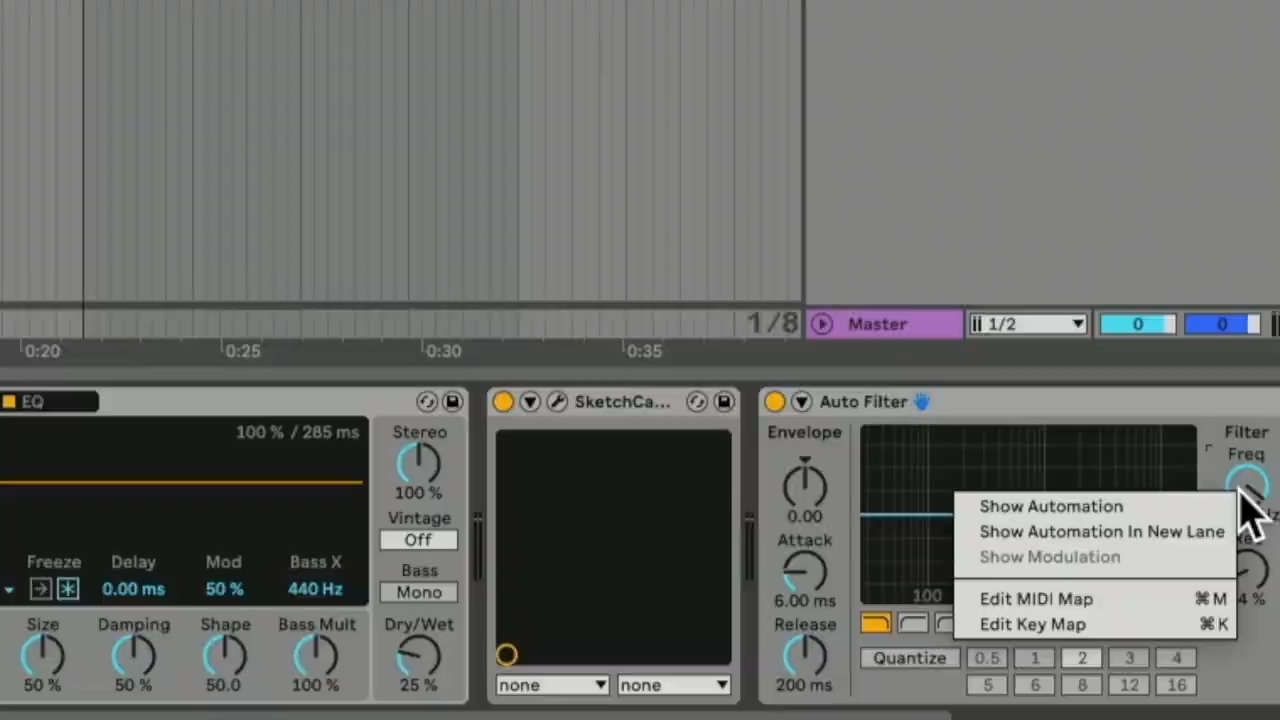 1/8
Master
1/2
0
0
0:20
0:25
0:30
0:35
EQ
100 % / 285 ms
Freeze
Delay
Mod
Bass X
0.00 ms
50 %
440 Hz
Size
Damping
Shape
Bass Mult
50 %
50 %
50.0
100 %
Stereo
100 %
Vintage
Off
Bass
Mono
Dry/Wet
25 %
SketchCa...
none
none
Auto Filter
Envelope
0.00
Attack
6.00 ms
Release
200 ms
100
Filter
Freq
Show Automation
Show Automation In New Lane
Show Modulation
Edit MIDI Map ⌘M
Edit Key Map ⌘K
Quantize
0.5 1 2 3 4
5 6 8 12 16